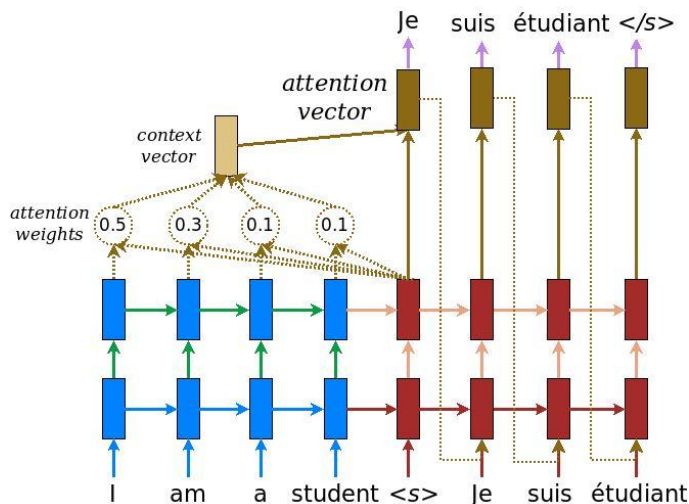 Je suis étudiant </s>
attention
vector
context
vector
attention
weights
0.5 0.3 0.1 0.1
I am a student <s> Je suis étudiant